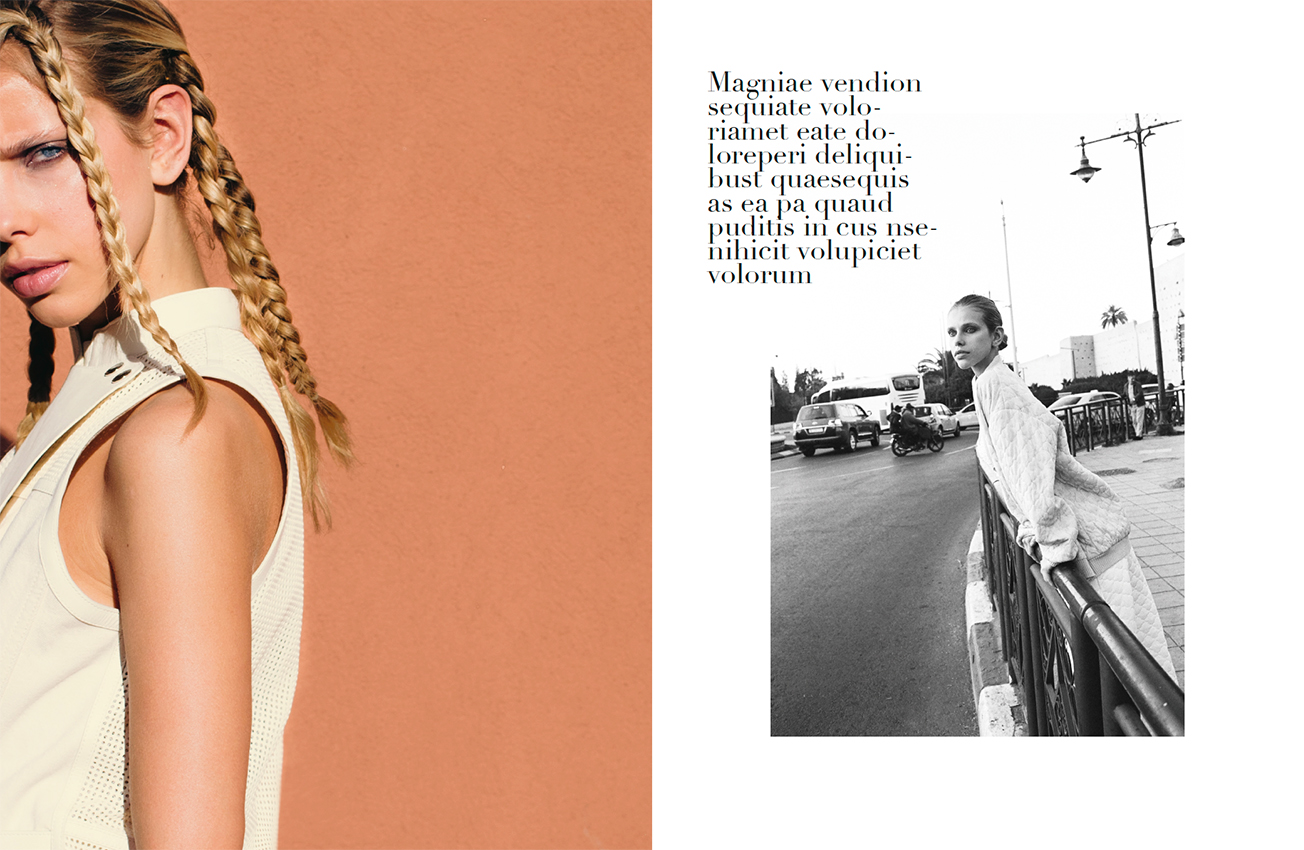 Magniae vendion
sequiate volo-
riamet eate do-
loreperi deliqui-
bust quaesequis
as ea pa quaud
puditis in cus nse-
nihicit volupiciet
volorum